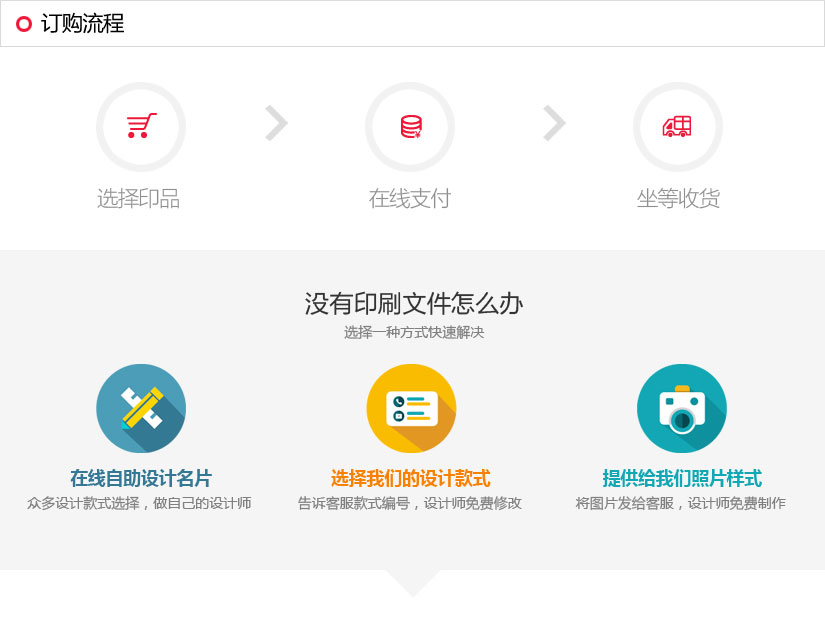 订购流程
选择印品
在线支付
坐等收货
没有印刷文件怎么办
选择一种方式快速解决
在线自助设计名片
选择我们的设计款式
提供给我们照片样式
众多设计款式选择，做自己的设计师
告诉客服款式编号，设计师免费修改
将图片发给客服，设计师免费制作